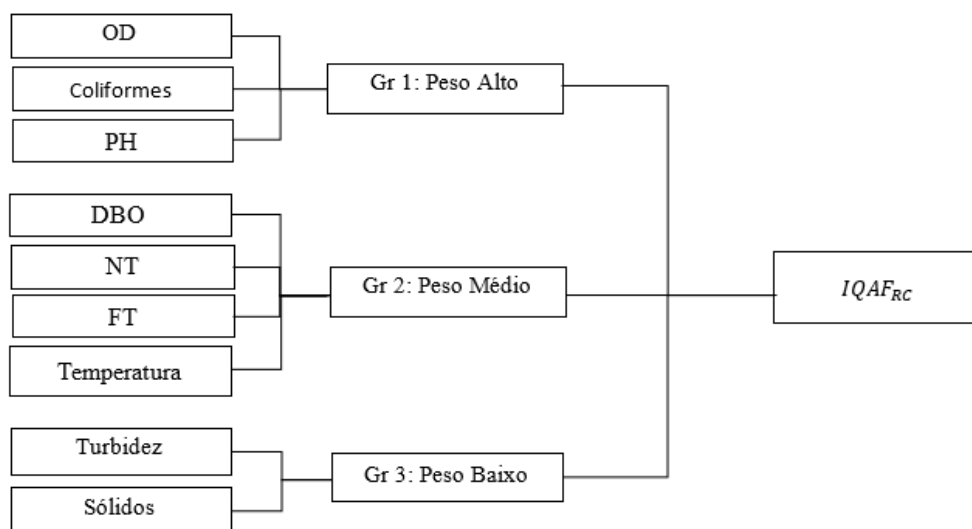 OD
Coliformes
PH
Gr 1: Peso Alto
DBO
NT
FT
Temperatura
Gr 2: Peso Médio
Turbidez
Sólidos
Gr 3: Peso Baixo
IQAF_RC